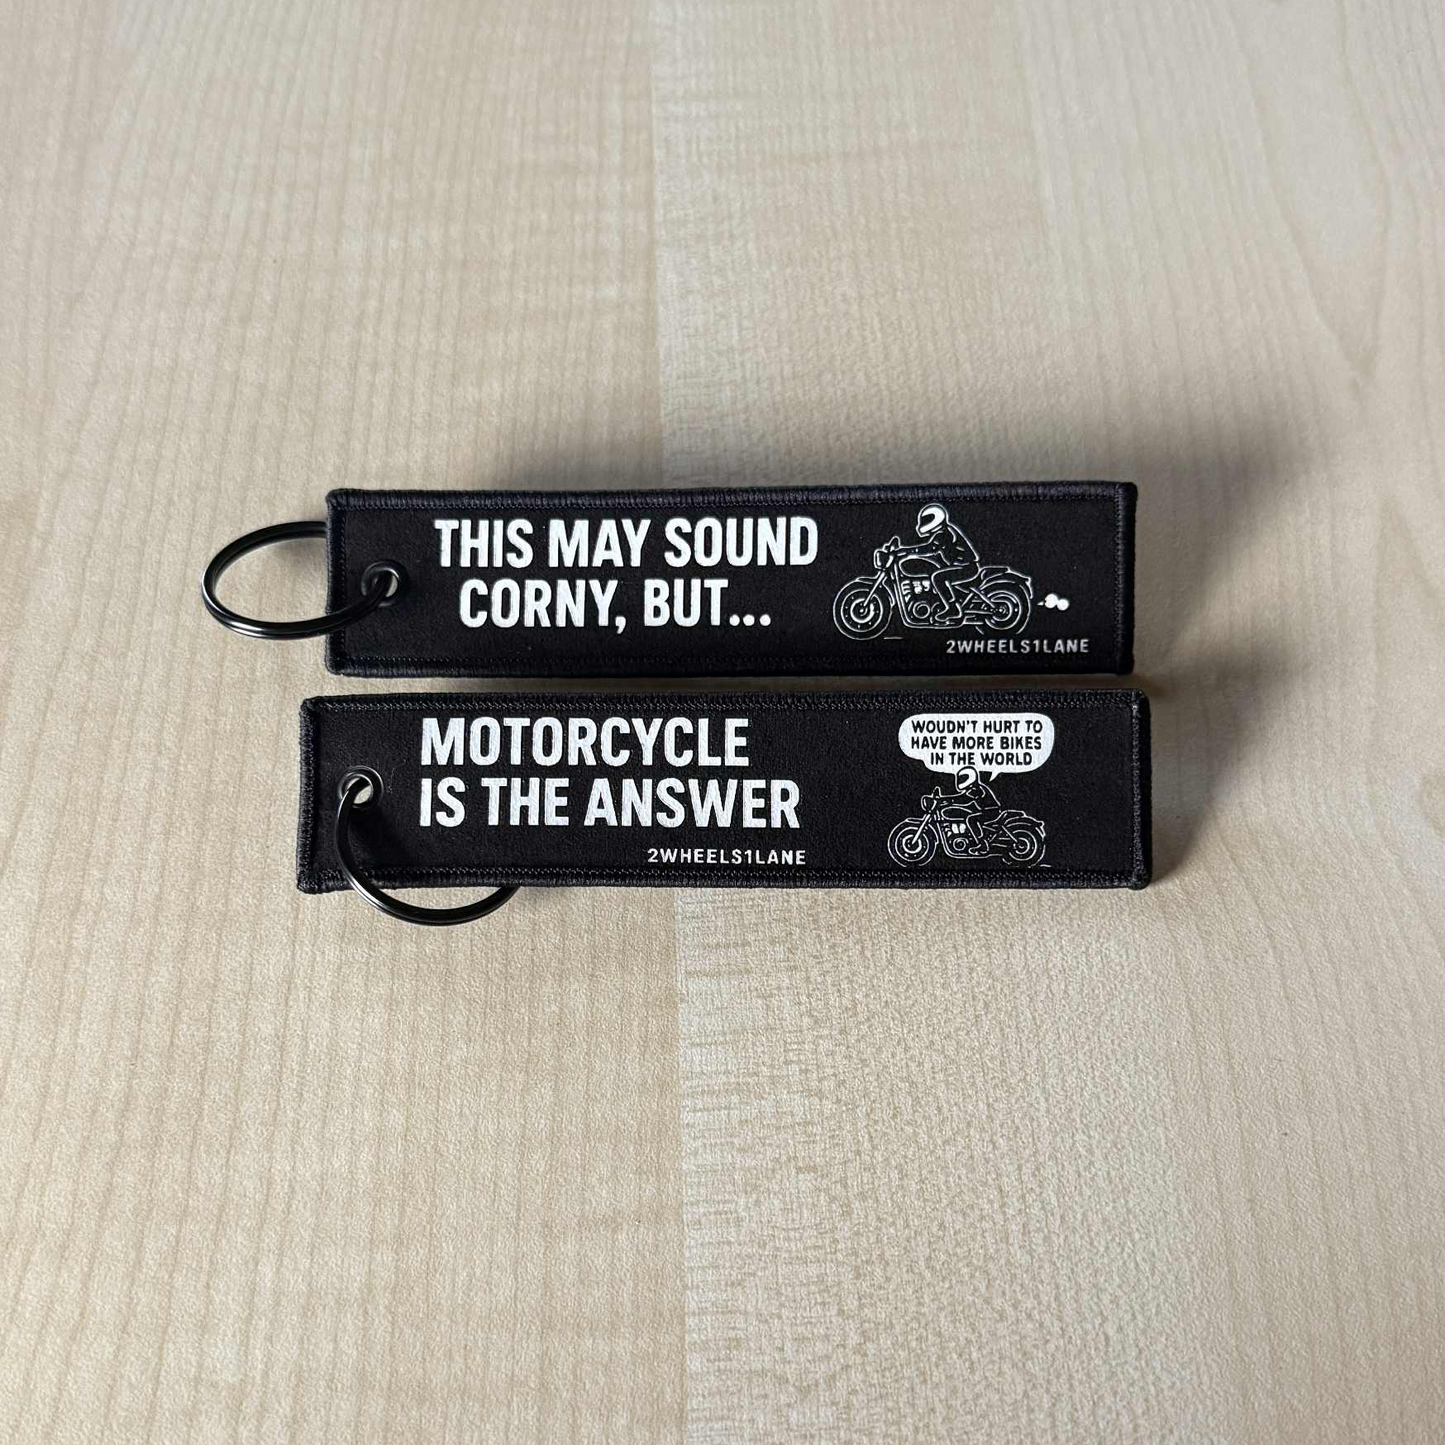 THIS MAY SOUND
CORNY, BUT...
2WHEELS1LANE
MOTORCYCLE
IS THE ANSWER
2WHEELS1LANE
WOUDN'T HURT TO
HAVE MORE BIKES
IN THE WORLD